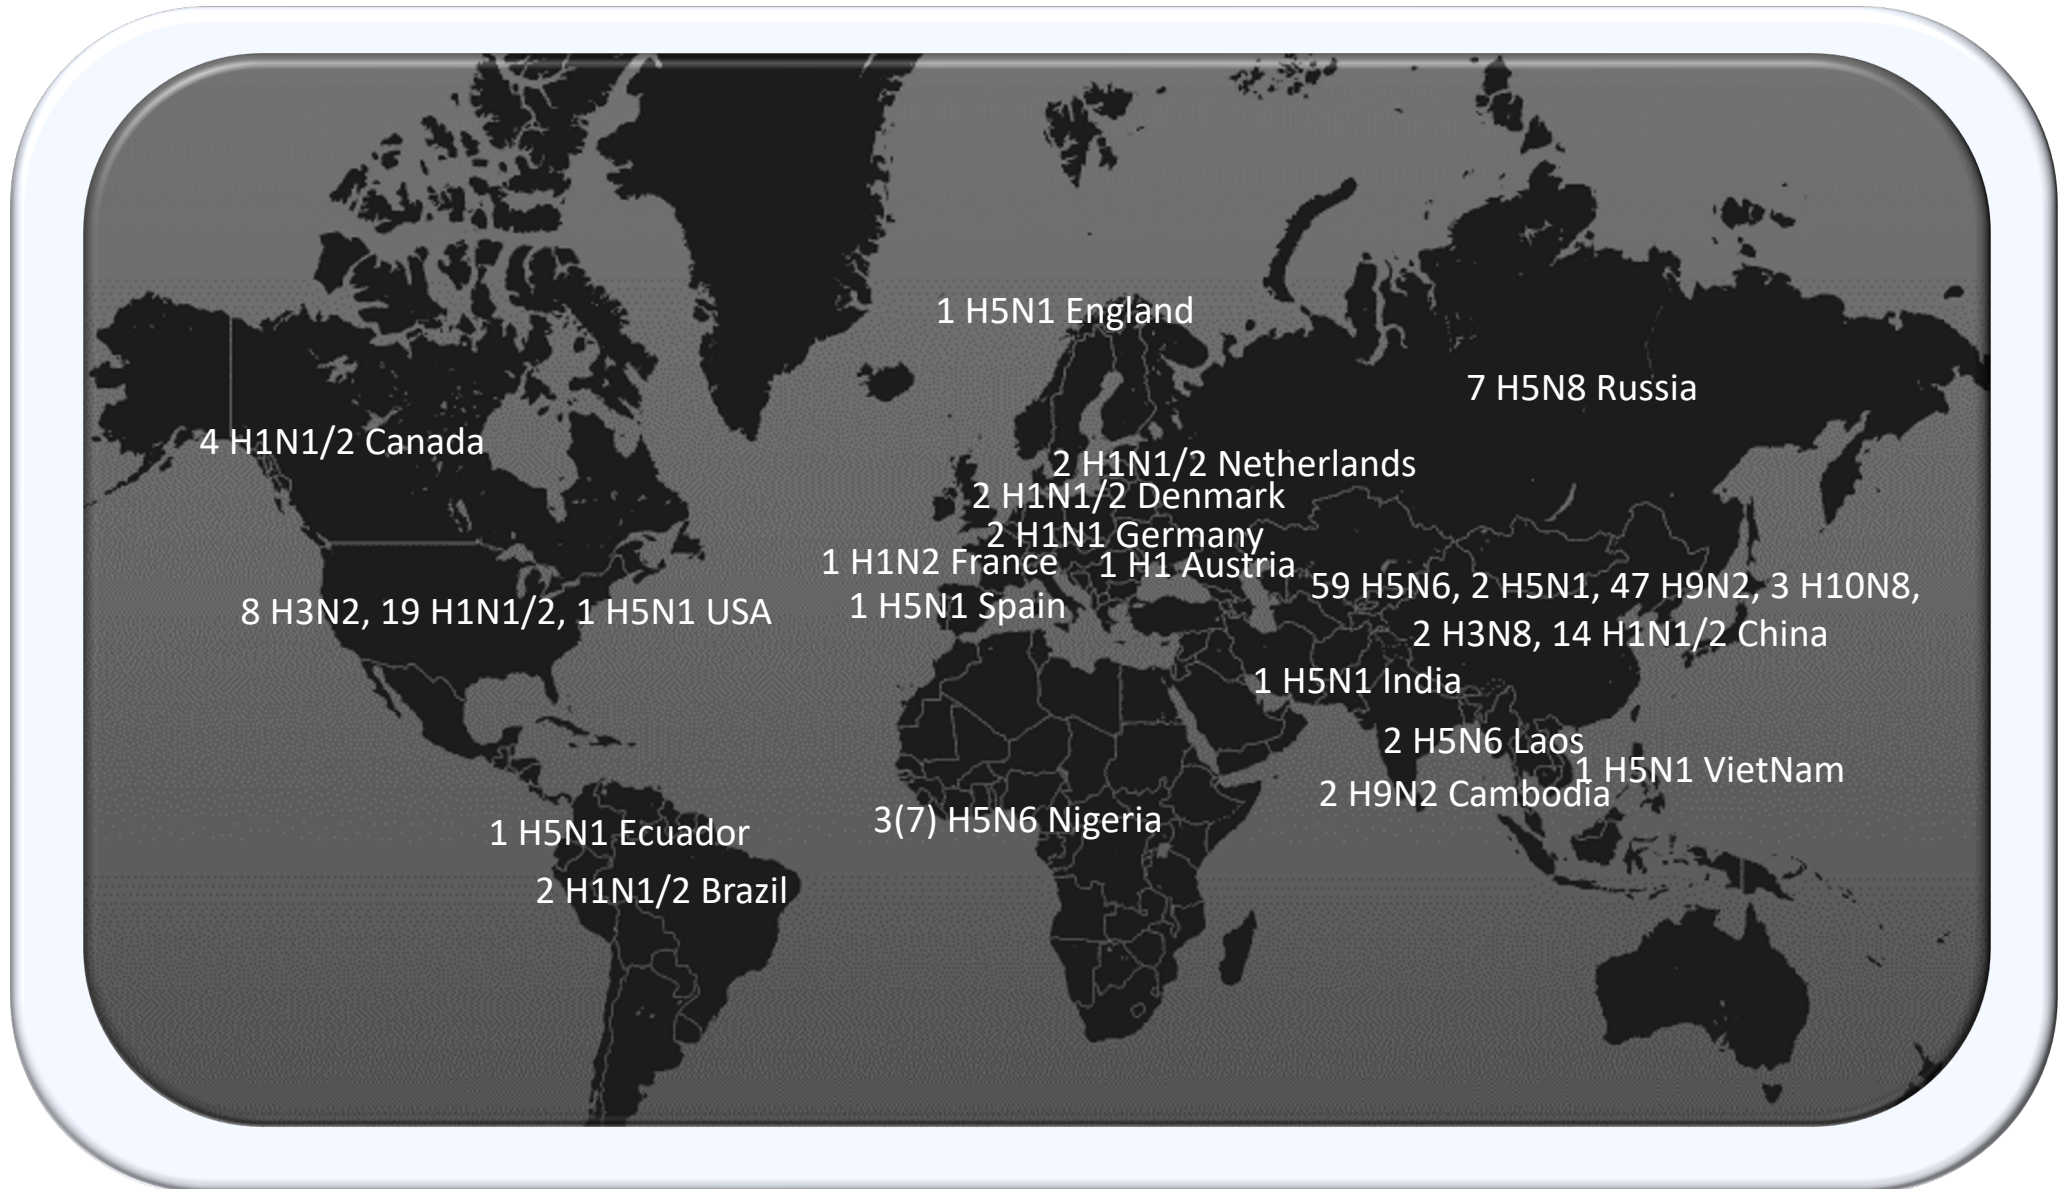 1 H5N1 England
7 H5N8 Russia
4 H1N1/2 Canada
2 H1N1/2 Netherlands
2 H1N1/2 Denmark
2 H1N1 Germany
1 H1N2 France
1 H1 Austria
59 H5N6, 2 H5N1, 47 H9N2, 3 H10N8,
2 H3N8, 14 H1N1/2 China
8 H3N2, 19 H1N1/2, 1 H5N1 USA
1 H5N1 Spain
1 H5N1 India
2 H5N6 Laos
1 H5N1 VietNam
2 H9N2 Cambodia
3(7) H5N6 Nigeria
1 H5N1 Ecuador
2 H1N1/2 Brazil